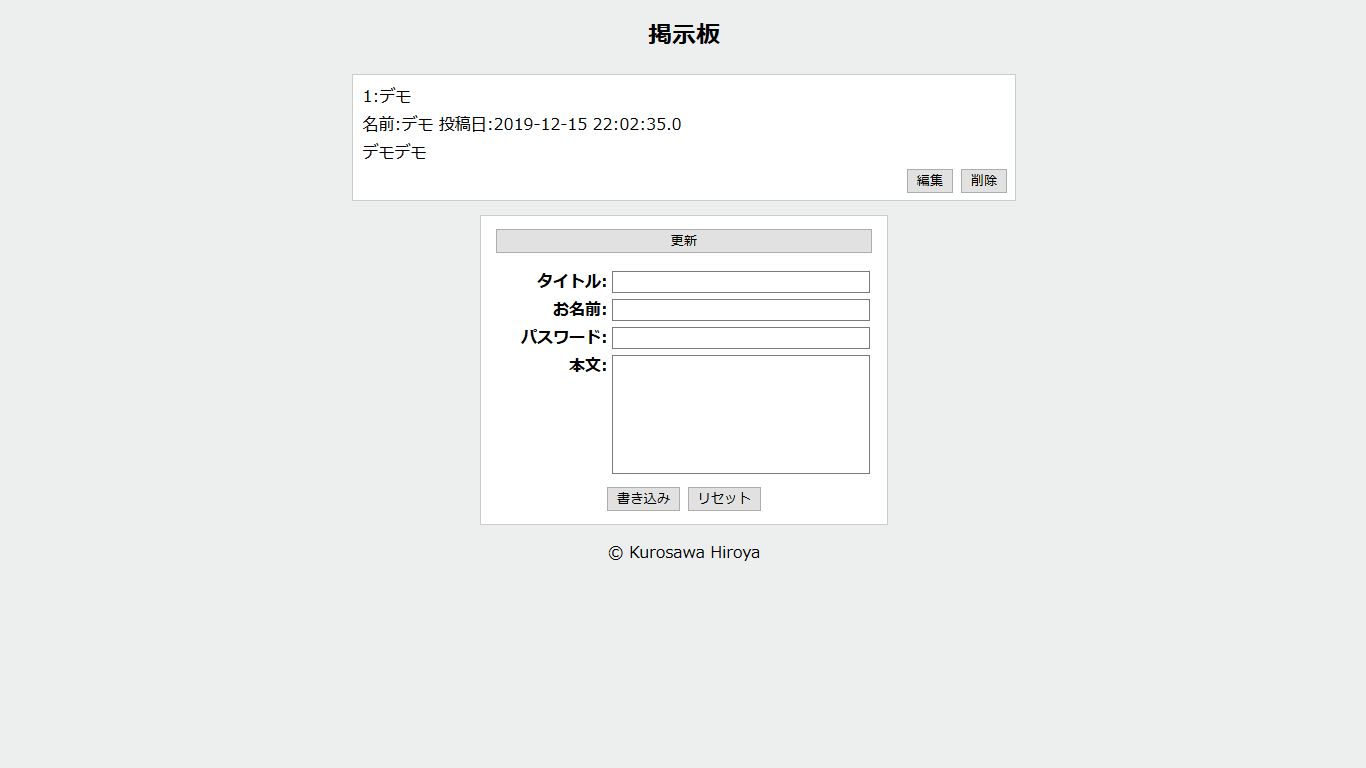 掲示板
1:デモ
名前:デモ 投稿日:2019-12-15 22:02:35.0
デモデモ
編集 削除
更新
タイトル:
お名前:
パスワード:
本文:
書き込み リセット
© Kurosawa Hiroya